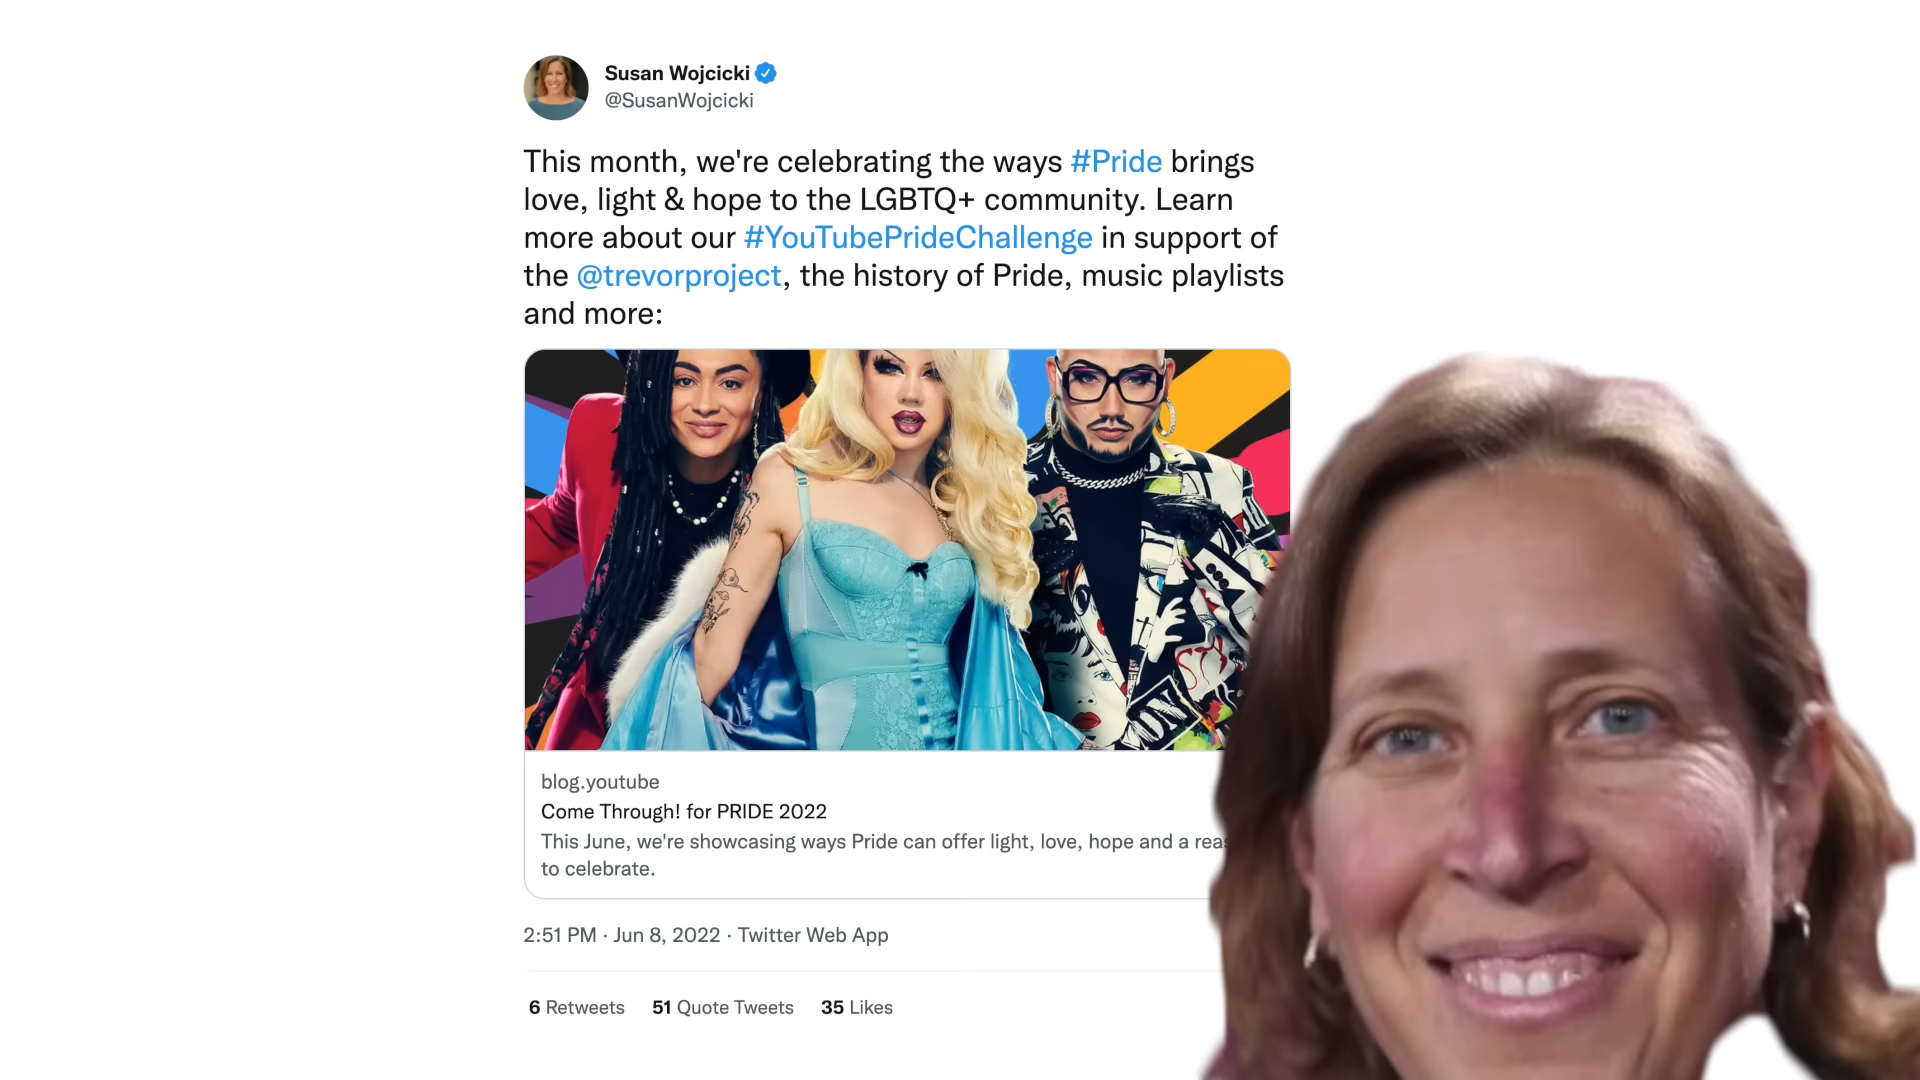 Susan Wojcicki
@SusanWojcicki
This month, we're celebrating the ways #Pride brings
love, light & hope to the LGBTQ+ community. Learn
more about our #YouTubePrideChallenge in support of
the @trevorproject, the history of Pride, music playlists
and more:
blog.youtube
Come Through! for PRIDE 2022
This June, we're showcasing ways Pride can offer light, love, hope and a
to celebrate.
2:51 PM · Jun 8, 2022 · Twitter Web App
6 Retweets 51 Quote Tweets 35 Likes